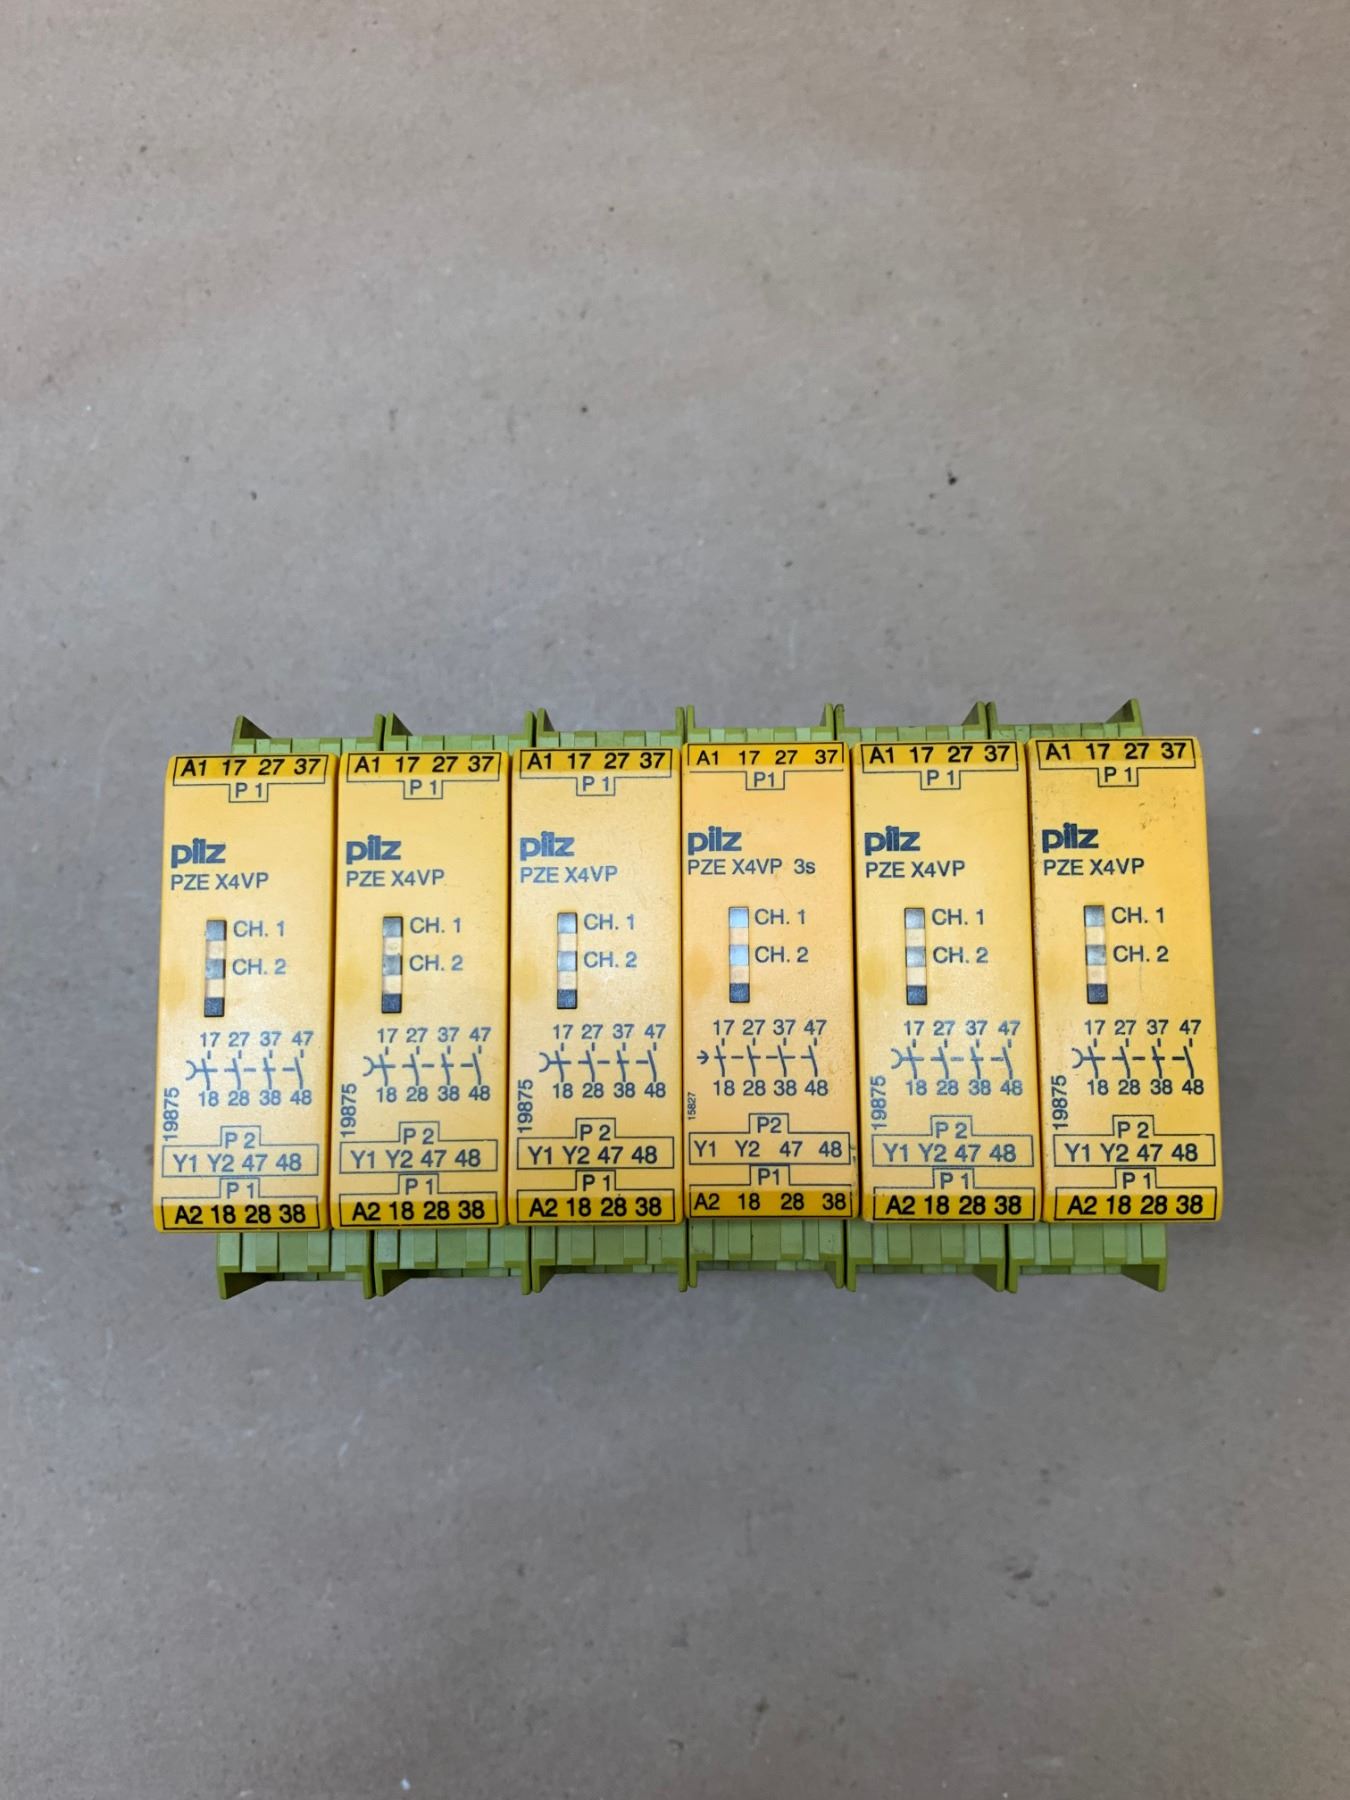 A1 17 27 37
P 1
pilz
PZE X4VP
CH. 1
CH. 2
17 27 37 47
18 28 38 48
19875
P 2
Y1 Y2 47 48
P 1
A2 18 28 38
A1 17 27 37
P 1
pilz
PZE X4VP
CH. 1
CH. 2
17 27 37 47
18 28 38 48
19875
P 2
Y1 Y2 47 48
P 1
A2 18 28 38
A1 17 27 37
P 1
pilz
PZE X4VP
CH. 1
CH. 2
17 27 37 47
18 28 38 48
19875
P 2
Y1 Y2 47 48
P 1
A2 18 28 38
A1 17 27 37
P1
pilz
PZE X4VP 3s
CH. 1
CH. 2
17 27 37 47
18 28 38 48
15827
P2
Y1 Y2 47 48
P1
A2 18 28 38
A1 17 27 37
P 1
pilz
PZE X4VP
CH. 1
CH. 2
17 27 37 47
18 28 38 48
19875
P 2
Y1 Y2 47 48
P 1
A2 18 28 38
A1 17 27 37
P 1
pilz
PZE X4VP
CH. 1
CH. 2
17 27 37 47
18 28 38 48
19875
P 2
Y1 Y2 47 48
P 1
A2 18 28 38